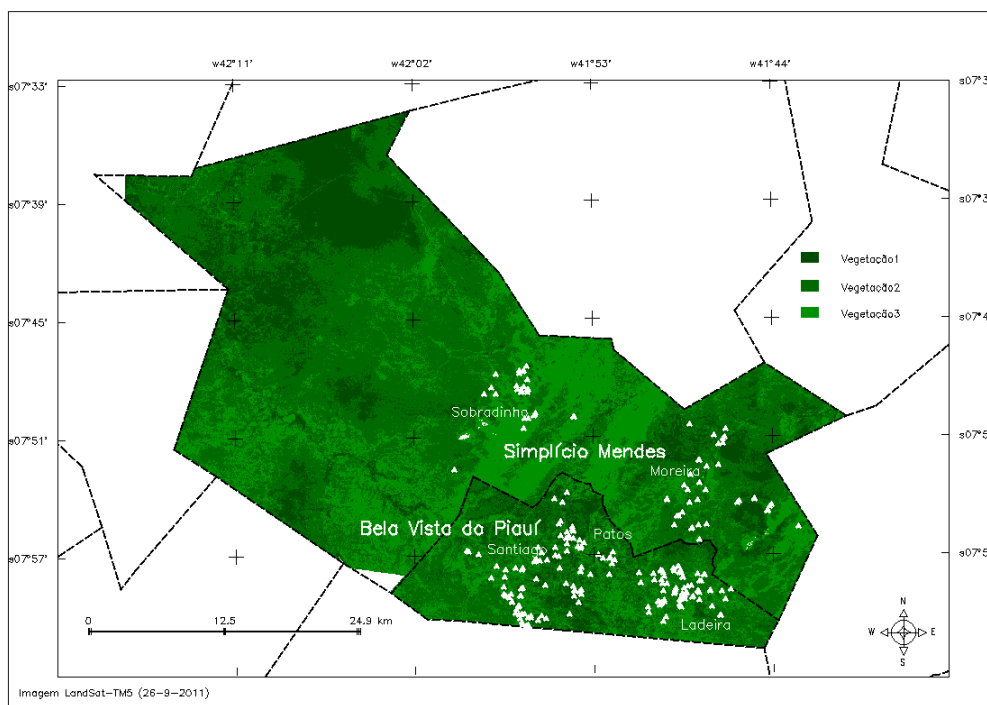 w42°11' w42°02' w41°53' w41°44'
s07°33'
s07°39'
s07°45'
s07°51'
s07°57'
Vegetação1
Vegetação2
Vegetação3
Sobradinho
Simplício Mendes
Moreira
Bela Vista do Piauí
Patos
Santiago
Ladeira
0 12.5 24.9 km
N
W E
S
Imagem LandSat-TM5 (26-9-2011)